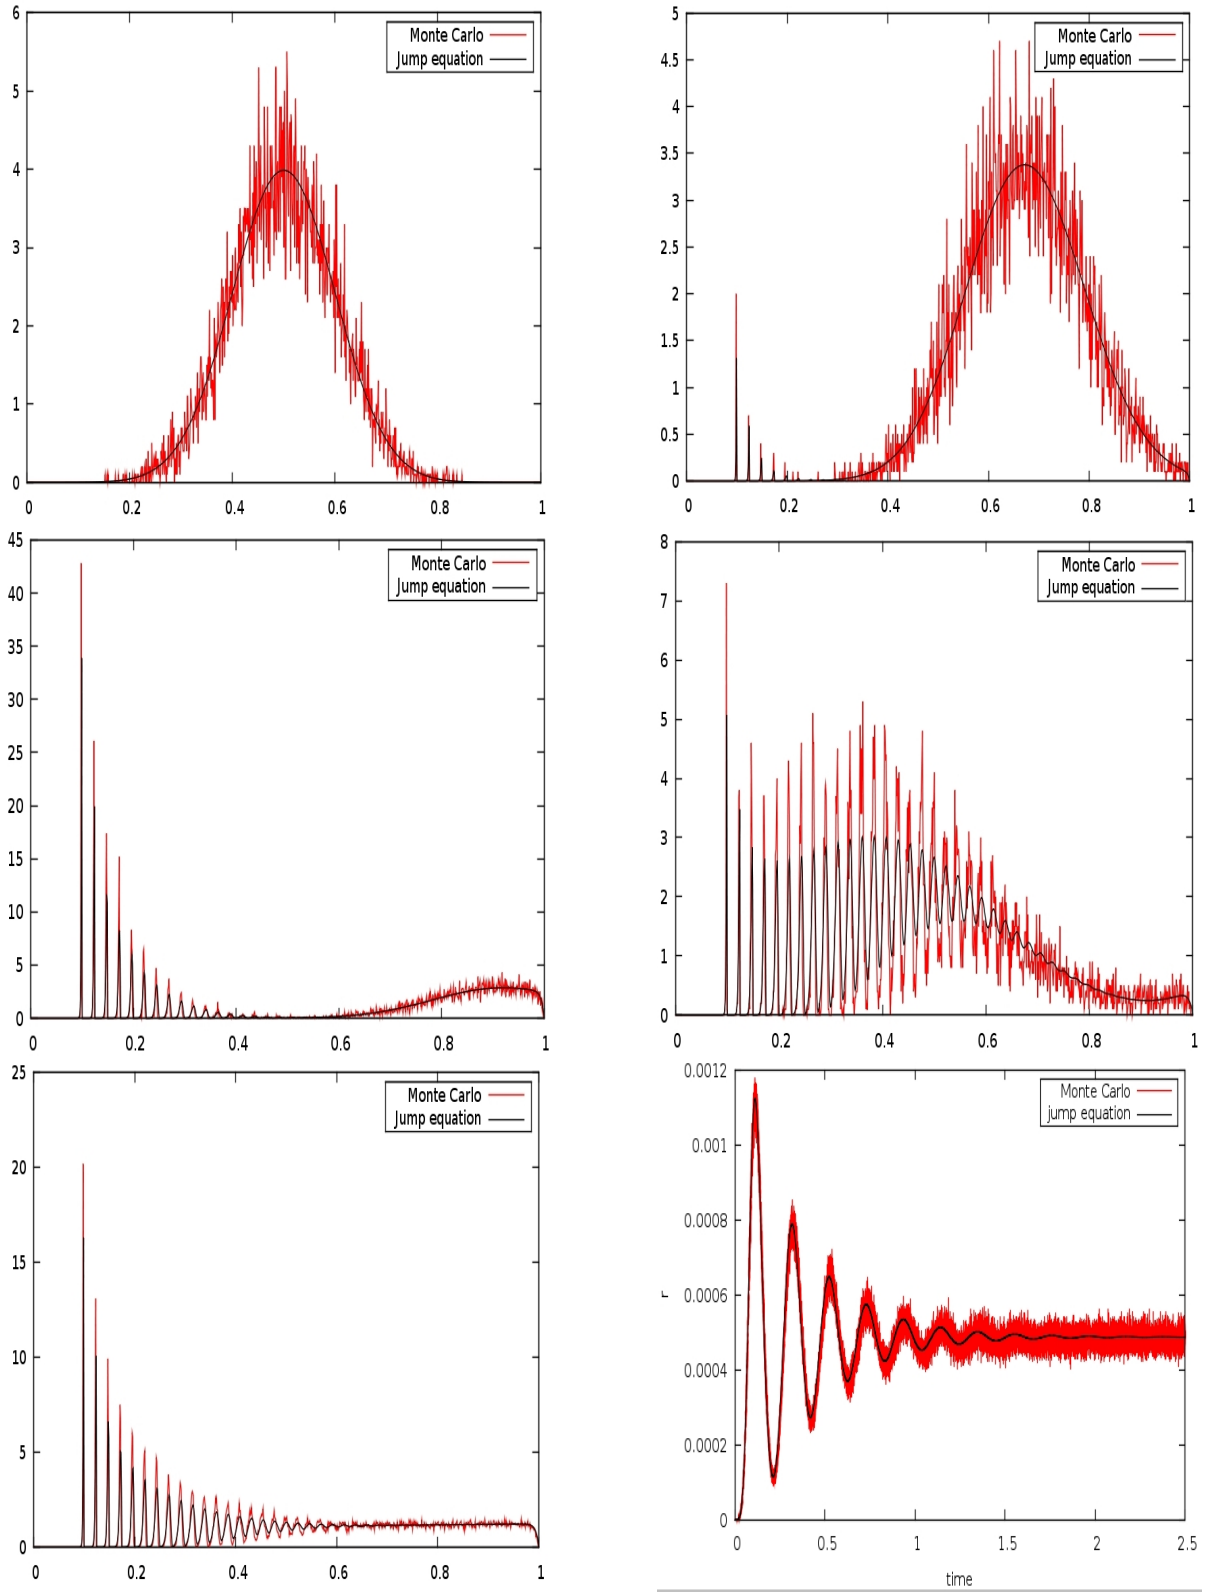 Monte Carlo
Jump equation
6
5
4
3
2
1
0
0 0.2 0.4 0.6 0.8 1
Monte Carlo
Jump equation
5
4.5
4
3.5
3
2.5
2
1.5
1
0.5
0
0 0.2 0.4 0.6 0.8 1
Monte Carlo
Jump equation
45
40
35
30
25
20
15
10
5
0
0 0.2 0.4 0.6 0.8 1
Monte Carlo
Jump equation
8
7
6
5
4
3
2
1
0
0 0.2 0.4 0.6 0.8 1
Monte Carlo
Jump equation
25
20
15
10
5
0
0 0.2 0.4 0.6 0.8 1
Monte Carlo
jump equation
0.0012
0.001
0.0008
0.0006
0.0004
0.0002
0
r
0 0.5 1 1.5 2 2.5
time